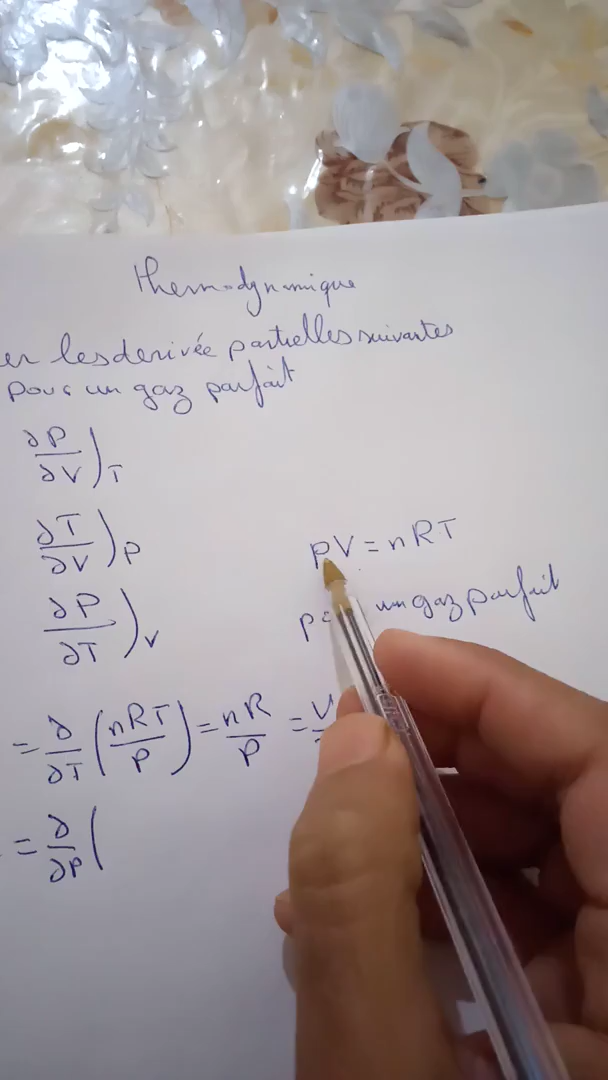 thermodynamique
er les derivée partielles suivantes
pour un gaz parfait
∂P/∂V)T
∂T/∂V)P
PV = nRT
∂P/∂T)V
un gaz parfait
= ∂/∂T (nRT/P) = nR/P = V
= ∂/∂P (